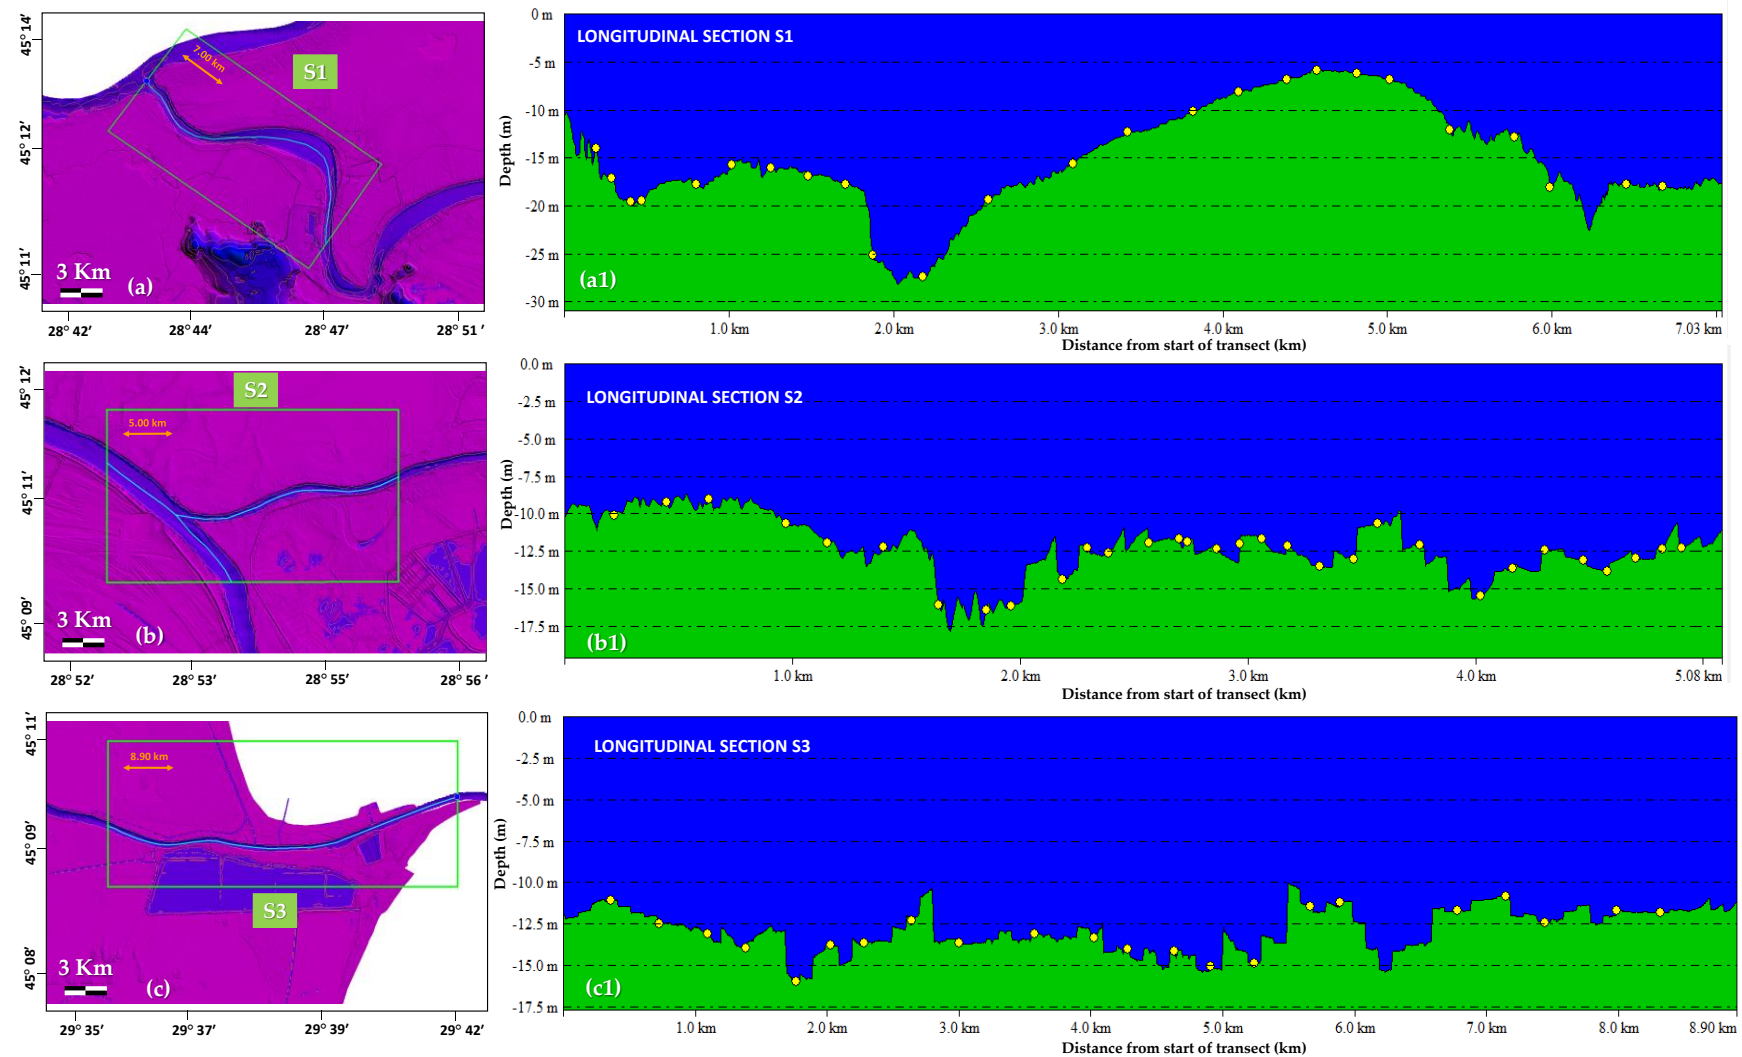 45° 14′
45° 12′
45° 11′
7.00 km
S1
3 Km
(a)
28° 42′
28° 44′
28° 47′
28° 51 ′
LONGITUDINAL SECTION S1
0 m
-5 m
-10 m
-15 m
-20 m
-25 m
-30 m
Depth (m)
(a1)
1.0 km
2.0 km
3.0 km
4.0 km
5.0 km
6.0 km
7.03 km
Distance from start of transect (km)
45° 12′
45° 11′
45° 09′
S2
5.00 km
3 Km
(b)
28° 52′
28° 53′
28° 55′
28° 56 ′
LONGITUDINAL SECTION S2
0.0 m
-2.5 m
-5.0 m
-7.5 m
-10.0 m
-12.5 m
-15.0 m
-17.5 m
Depth (m)
(b1)
1.0 km
2.0 km
3.0 km
4.0 km
5.08 km
Distance from start of transect (km)
45° 11′
45° 09′
45° 08′
8.90 km
S3
3 Km
(c)
29° 35′
29° 37′
29° 39′
29° 42′
LONGITUDINAL SECTION S3
0.0 m
-2.5 m
-5.0 m
-7.5 m
-10.0 m
-12.5 m
-15.0 m
-17.5 m
Depth (m)
(c1)
1.0 km
2.0 km
3.0 km
4.0 km
5.0 km
6.0 km
7.0 km
8.0 km
8.90 km
Distance from start of transect (km)